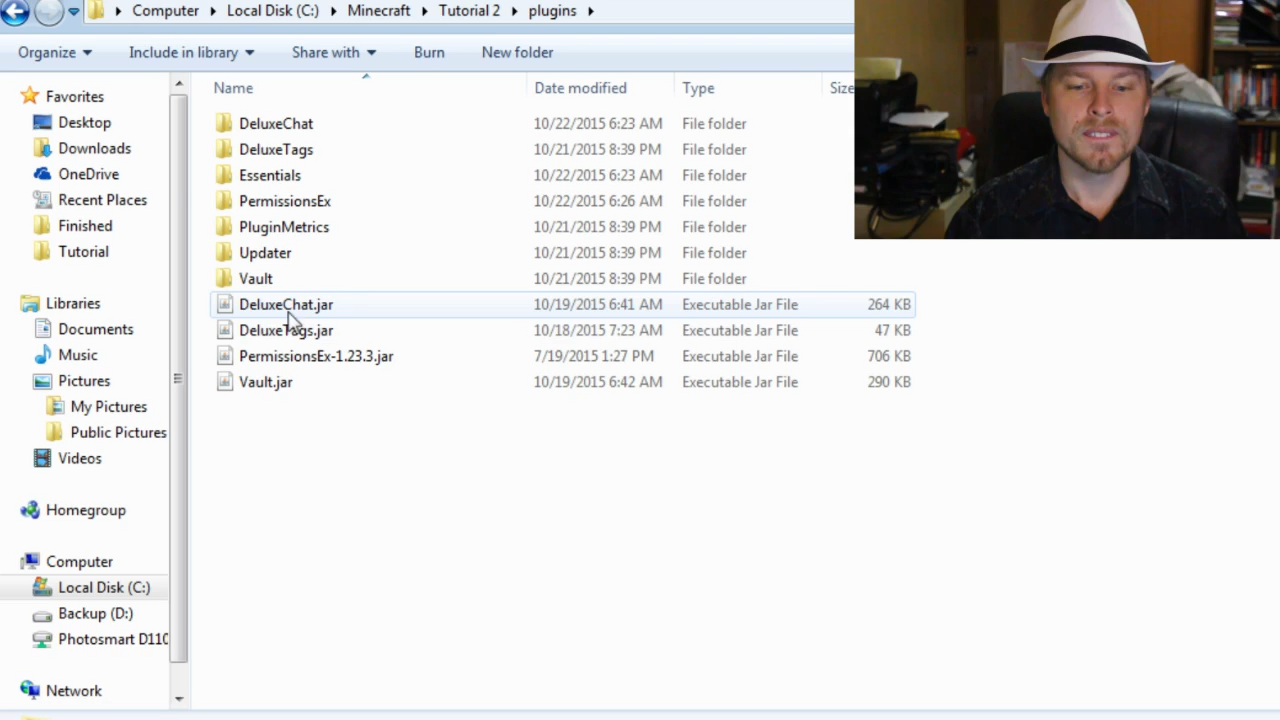 Computer Local Disk (C:) Minecraft Tutorial 2 plugins
Organize Include in library Share with Burn New folder
Name Date modified Type Size
Favorites
Desktop
Downloads
OneDrive
Recent Places
Finished
Tutorial
Libraries
Documents
Music
Pictures
My Pictures
Public Pictures
Videos
Homegroup
Computer
Local Disk (C:)
Backup (D:)
Photosmart D110
Network
DeluxeChat 10/22/2015 6:23 AM File folder
DeluxeTags 10/21/2015 8:39 PM File folder
Essentials 10/22/2015 6:23 AM File folder
PermissionsEx 10/22/2015 6:26 AM File folder
PluginMetrics 10/21/2015 8:39 PM File folder
Updater 10/21/2015 8:39 PM File folder
Vault 10/21/2015 8:39 PM File folder
DeluxeChat.jar 10/19/2015 6:41 AM Executable Jar File 264 KB
DeluxeTags.jar 10/18/2015 7:23 AM Executable Jar File 47 KB
PermissionsEx-1.23.3.jar 7/19/2015 1:27 PM Executable Jar File 706 KB
Vault.jar 10/19/2015 6:42 AM Executable Jar File 290 KB